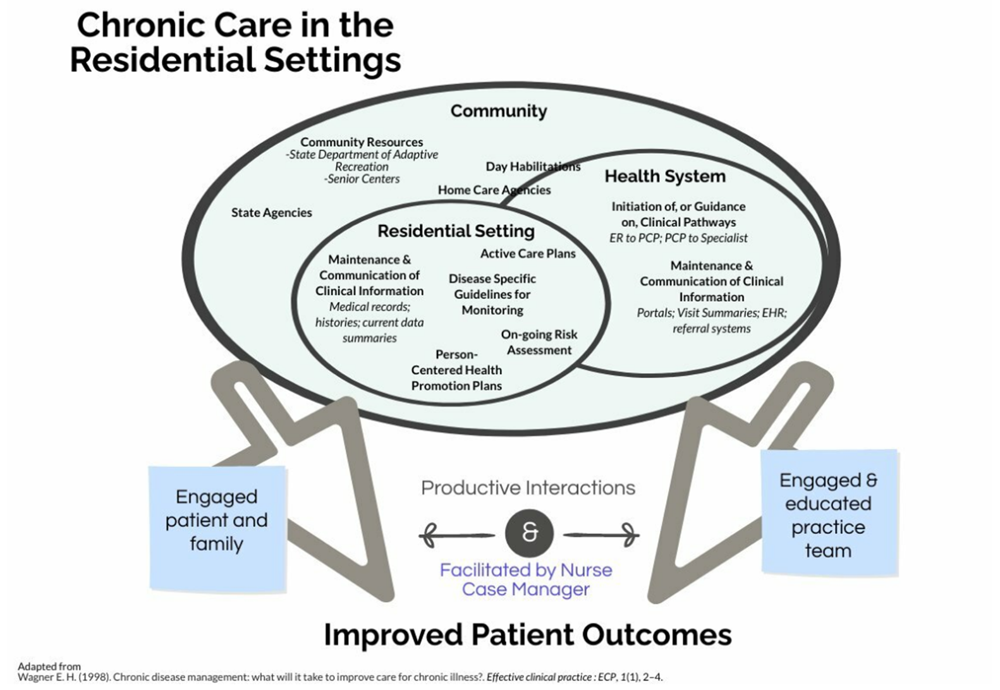 Chronic Care in the
Residential Settings
Community
Community Resources
-State Department of Adaptive
Recreation
-Senior Centers
Day Habilitations
Home Care Agencies
State Agencies
Health System
Initiation of, or Guidance
on, Clinical Pathways
ER to PCP; PCP to Specialist
Maintenance &
Communication of Clinical
Information
Portals; Visit Summaries; EHR;
referral systems
Residential Setting
Maintenance &
Communication of
Clinical Information
Medical records;
histories; current data
summaries
Active Care Plans
Disease Specific
Guidelines for
Monitoring
On-going Risk
Assessment
Person-
Centered Health
Promotion Plans
Engaged
patient and
family
Productive Interactions
&
Facilitated by Nurse
Case Manager
Engaged &
educated
practice
team
Improved Patient Outcomes
Adapted from
Wagner E. H. (1998). Chronic disease management: what will it take to improve care for chronic illness?. Effective clinical practice : ECP, 1(1), 2–4.